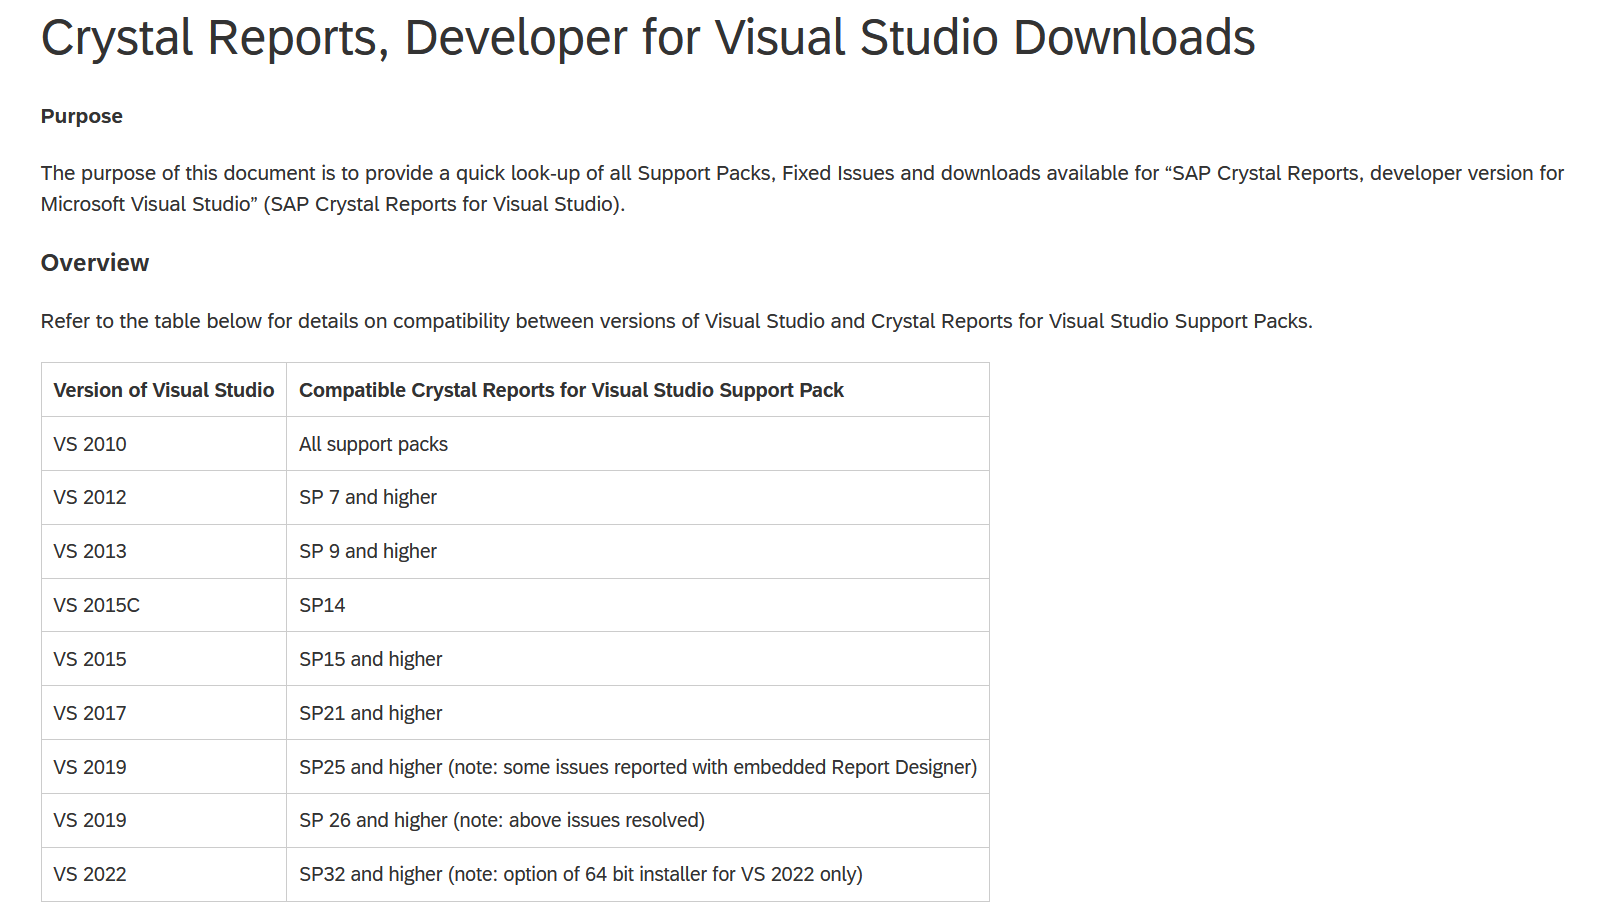 Crystal Reports, Developer for Visual Studio Downloads
Purpose
The purpose of this document is to provide a quick look-up of all Support Packs, Fixed Issues and downloads available for “SAP Crystal Reports, developer version for
Microsoft Visual Studio” (SAP Crystal Reports for Visual Studio).
Overview
Refer to the table below for details on compatibility between versions of Visual Studio and Crystal Reports for Visual Studio Support Packs.
Version of Visual Studio Compatible Crystal Reports for Visual Studio Support Pack
VS 2010 All support packs
VS 2012 SP 7 and higher
VS 2013 SP 9 and higher
VS 2015C SP14
VS 2015 SP15 and higher
VS 2017 SP21 and higher
VS 2019 SP25 and higher (note: some issues reported with embedded Report Designer)
VS 2019 SP 26 and higher (note: above issues resolved)
VS 2022 SP32 and higher (note: option of 64 bit installer for VS 2022 only)